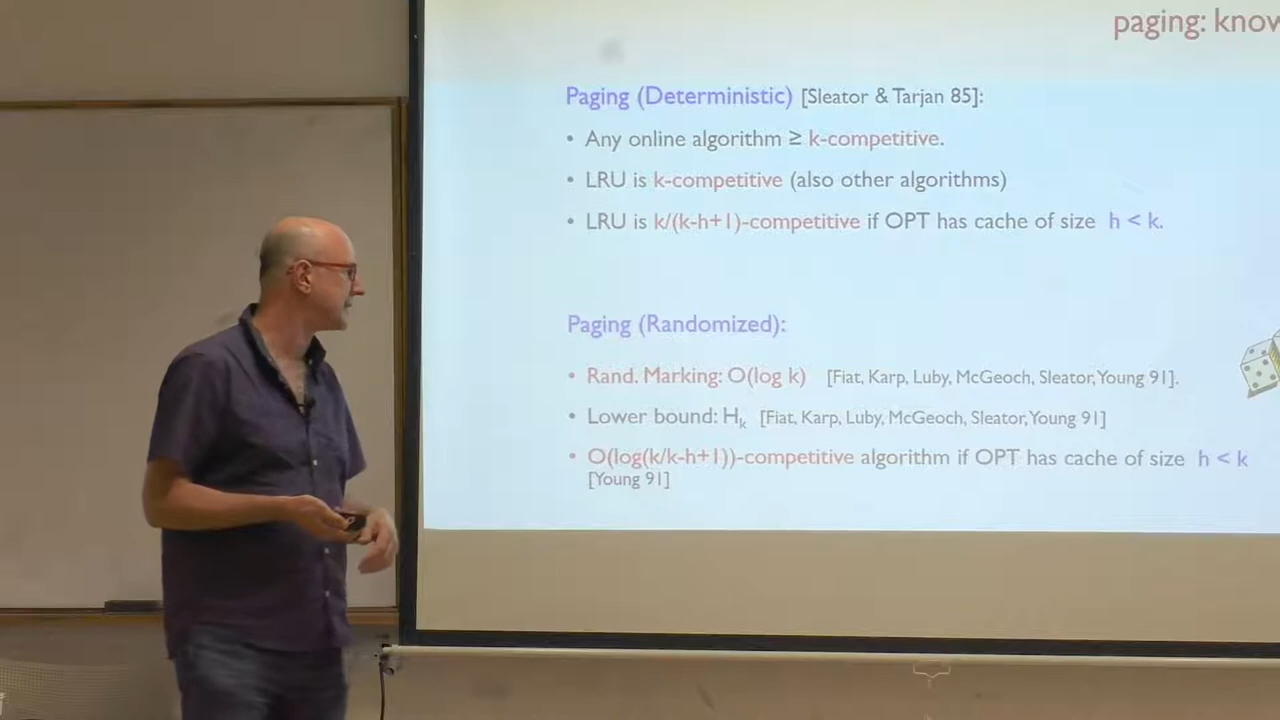 paging:
Paging (Deterministic) [Sleator & Tarjan 85]:
• Any online algorithm ≥ k-competitive.
• LRU is k-competitive (also other algorithms)
• LRU is k/(k-h+1)-competitive if OPT has cache of size h < k.
Paging (Randomized):
• Rand. Marking: O(log k) [Fiat, Karp, Luby, McGeoch, Sleator, Young 91].
• Lower bound: Hk [Fiat, Karp, Luby, McGeoch, Sleator, Young 91]
• O(log(k/k-h+1))-competitive algorithm if OPT has cache of size h < k
[Young 91]